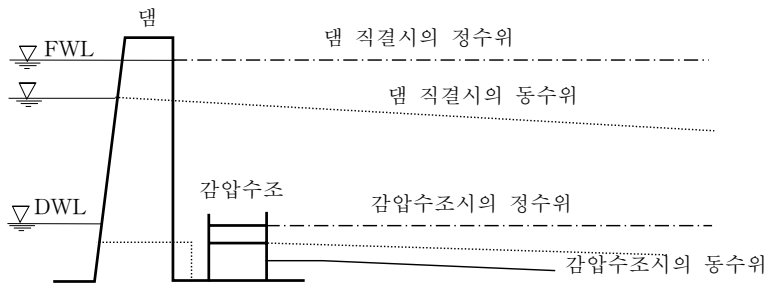 댐
FWL
댐 직결시의 정수위
댐 직결시의 동수위
DWL
감압수조
감압수조시의 정수위
감압수조시의 동수위